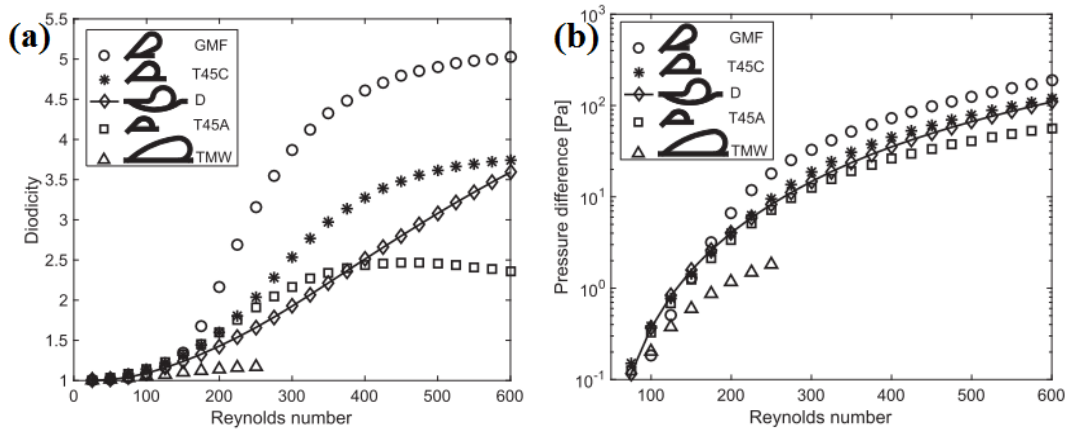 (a)
5.5
5
4.5
4
3.5
3
2.5
2
1.5
1
Diodicity
GMF
T45C
D
T45A
TMW
0 100 200 300 400 500 600
Reynolds number
(b)
10^3
10^2
10^1
10^0
10^-1
Pressure difference [Pa]
GMF
T45C
D
T45A
TMW
100 200 300 400 500 600
Reynolds number